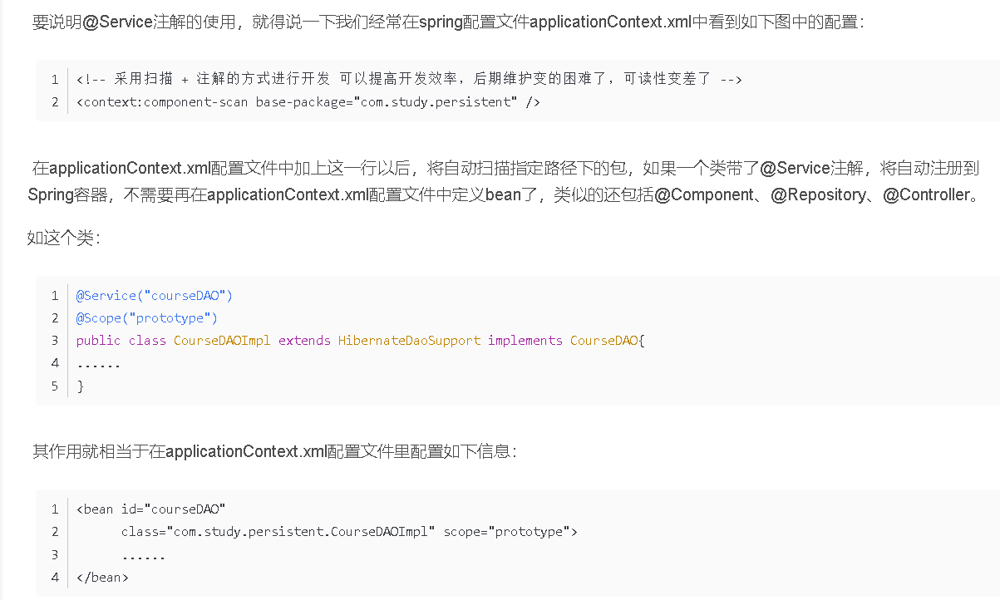 要说明@Service注解的使用，就得说一下我们经常在spring配置文件applicationContext.xml中看到如下图中的配置：
1 <!-- 采用扫描 + 注解的方式进行开发 可以提高开发效率，后期维护变的困难了，可读性变差了 -->
2 <context:component-scan base-package="com.study.persistent" />
在applicationContext.xml配置文件中加上这一行以后，将自动扫描指定路径下的包，如果一个类带了@Service注解，将自动注册到
Spring容器，不需要再在applicationContext.xml配置文件中定义bean了，类似的还包括@Component、@Repository、@Controller。
如这个类：
1 @Service("courseDAO")
2 @Scope("prototype")
3 public class CourseDAOImpl extends HibernateDaoSupport implements CourseDAO{
4 ......
5 }
其作用就相当于在applicationContext.xml配置文件里配置如下信息：
1 <bean id="courseDAO"
2 class="com.study.persistent.CourseDAOImpl" scope="prototype">
3 ......
4 </bean>